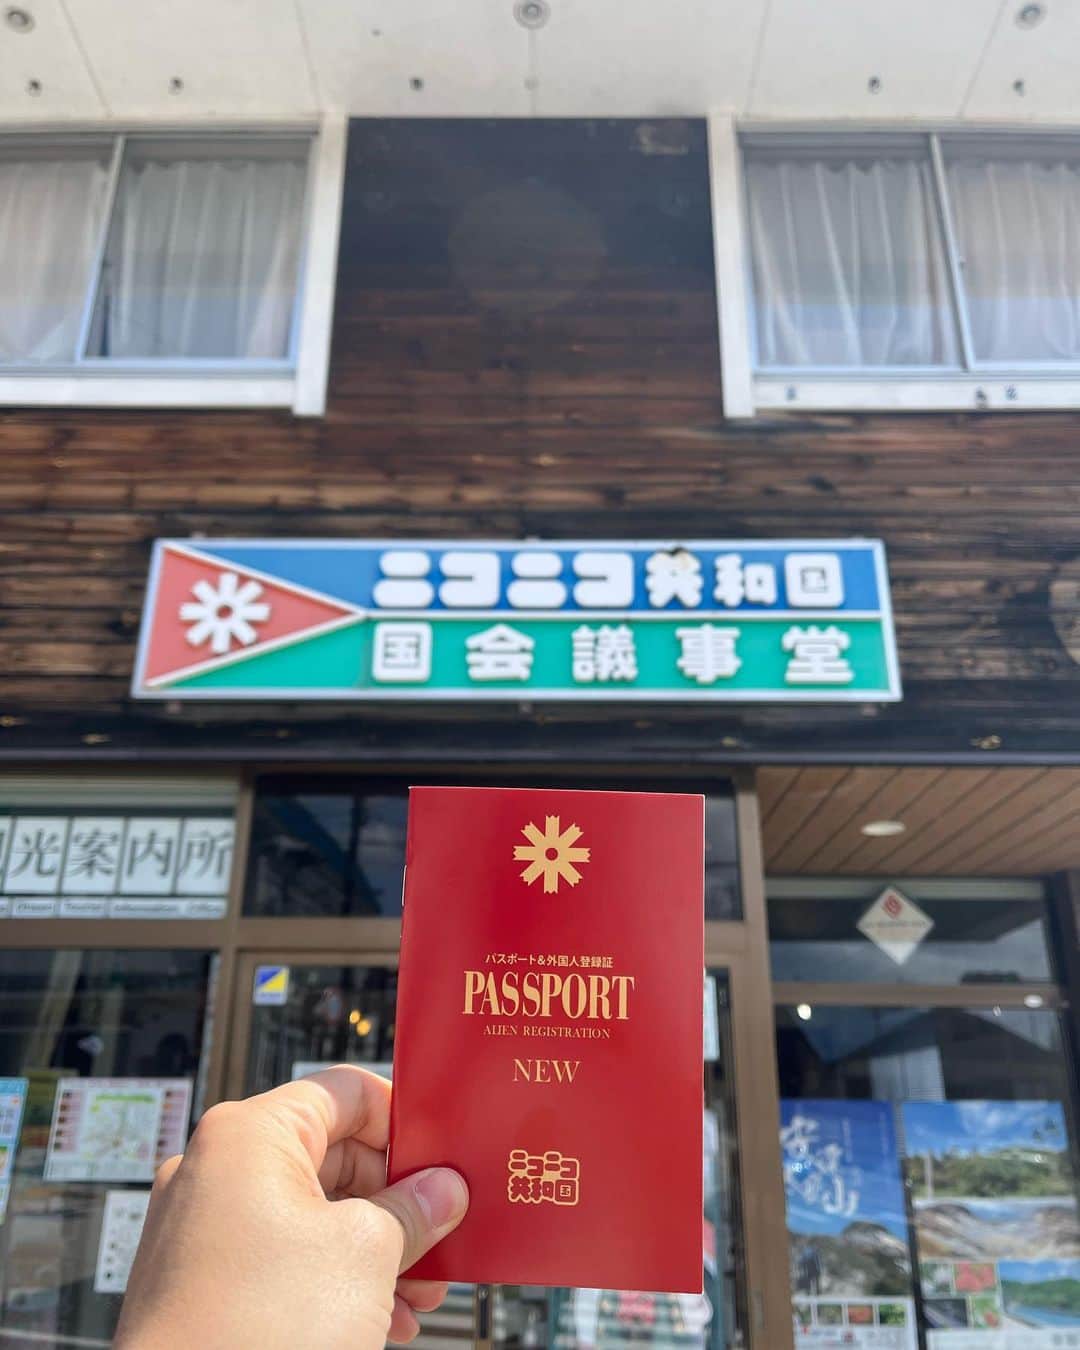 ニコニコ共和国
国会議事堂
光案内所
Tourist Information
パスポート&外国人登録証
PASSPORT
ALIEN REGISTRATION
NEW
ニコニコ
共和国